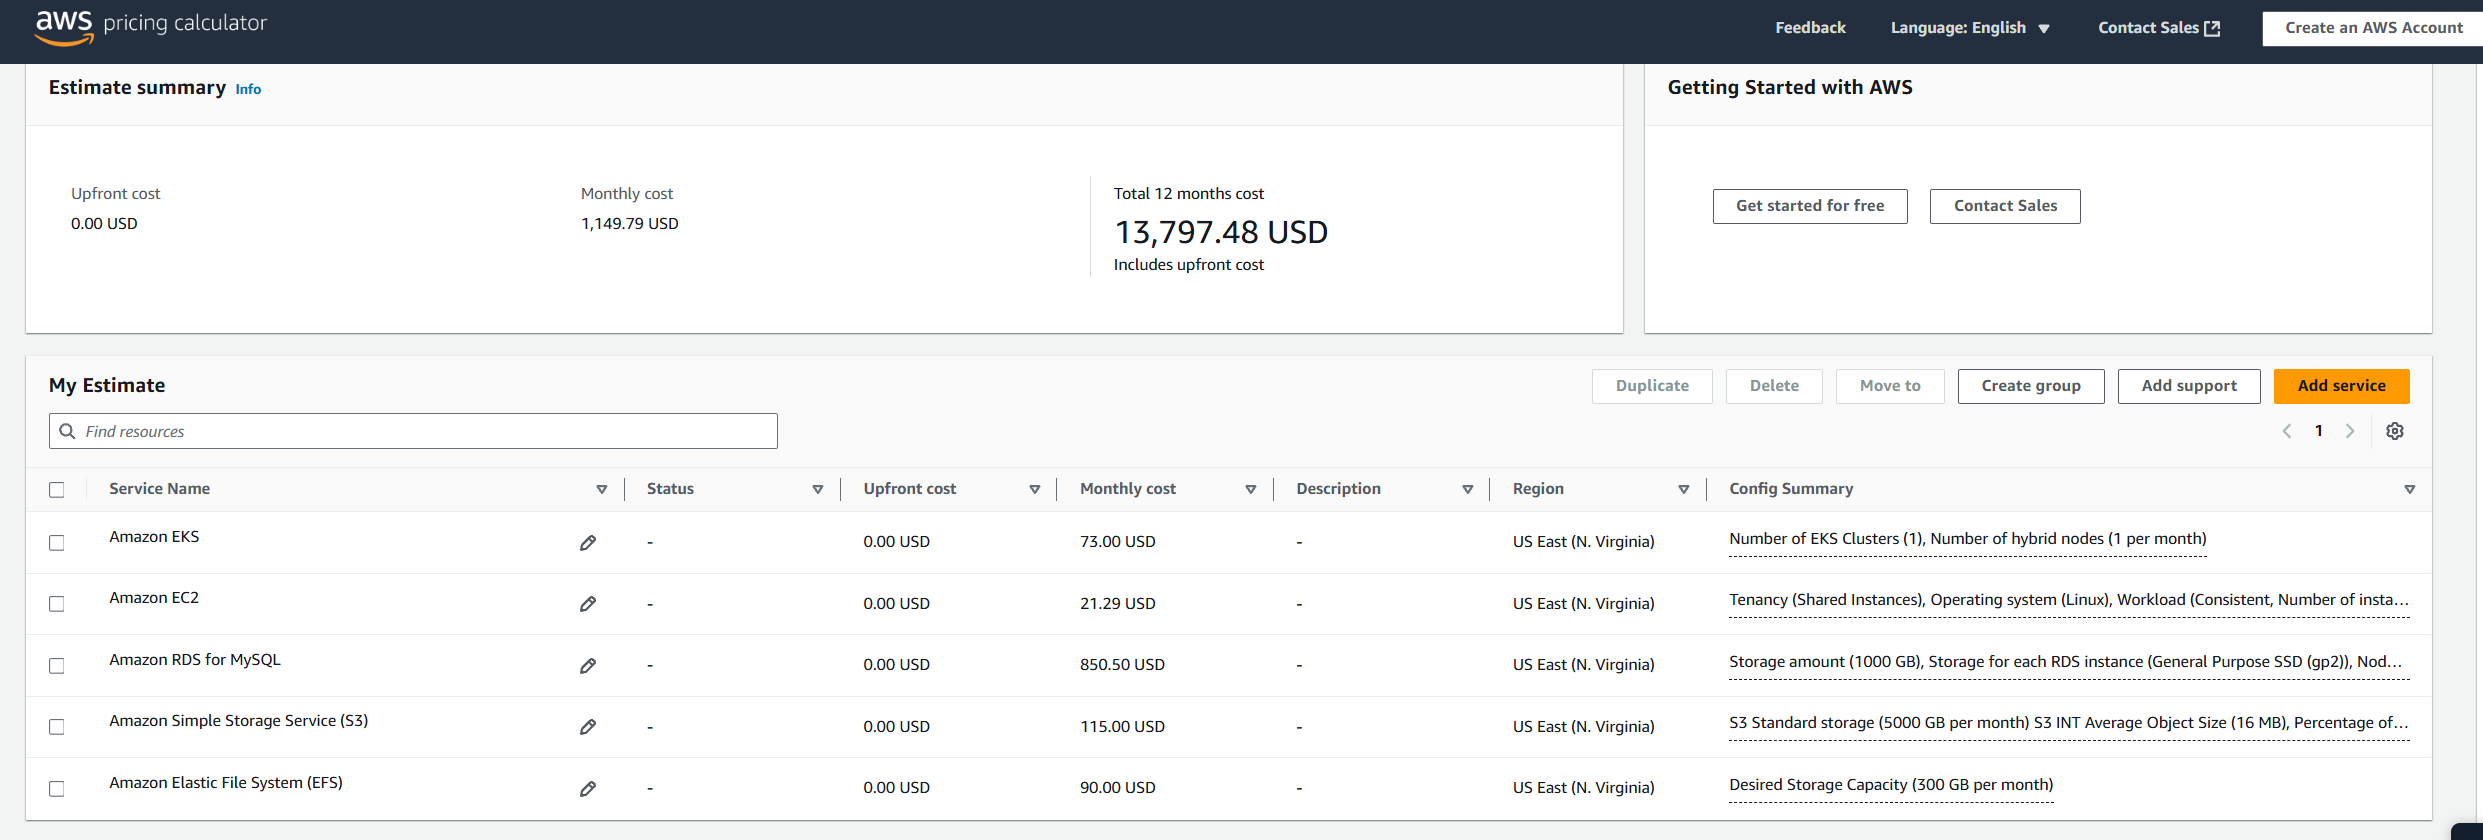 aws pricing calculator
Feedback Language: English Contact Sales Create an AWS Account
Estimate summary Info
Getting Started with AWS
Upfront cost Monthly cost Total 12 months cost
0.00 USD 1,149.79 USD 13,797.48 USD
Includes upfront cost
Get started for free Contact Sales
My Estimate
Duplicate Delete Move to Create group Add support Add service
Find resources
1
Service Name Status Upfront cost Monthly cost Description Region Config Summary
Amazon EKS - 0.00 USD 73.00 USD - US East (N. Virginia) Number of EKS Clusters (1), Number of hybrid nodes (1 per month)
Amazon EC2 - 0.00 USD 21.29 USD - US East (N. Virginia) Tenancy (Shared Instances), Operating system (Linux), Workload (Consistent, Number of insta...
Amazon RDS for MySQL - 0.00 USD 850.50 USD - US East (N. Virginia) Storage amount (1000 GB), Storage for each RDS instance (General Purpose SSD (gp2)), Nod...
Amazon Simple Storage Service (S3) - 0.00 USD 115.00 USD - US East (N. Virginia) S3 Standard storage (5000 GB per month) S3 INT Average Object Size (16 MB), Percentage of...
Amazon Elastic File System (EFS) - 0.00 USD 90.00 USD - US East (N. Virginia) Desired Storage Capacity (300 GB per month)